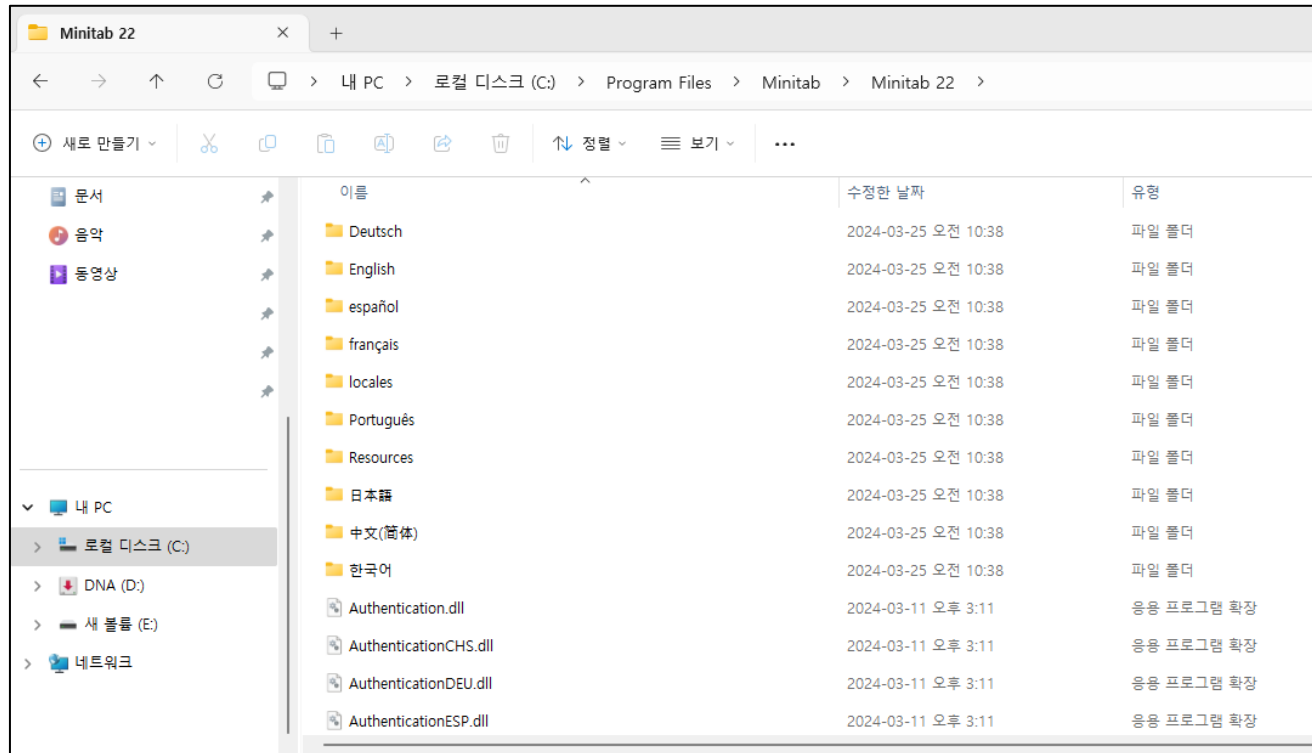 Minitab 22
내 PC > 로컬 디스크 (C:) > Program Files > Minitab > Minitab 22 >
새로 만들기 정렬 보기 ...
문서
음악
동영상
내 PC
로컬 디스크 (C:)
DNA (D:)
새 볼륨 (E:)
네트워크
이름 수정한 날짜 유형
Deutsch 2024-03-25 오전 10:38 파일 폴더
English 2024-03-25 오전 10:38 파일 폴더
español 2024-03-25 오전 10:38 파일 폴더
français 2024-03-25 오전 10:38 파일 폴더
locales 2024-03-25 오전 10:38 파일 폴더
Português 2024-03-25 오전 10:38 파일 폴더
Resources 2024-03-25 오전 10:38 파일 폴더
日本語 2024-03-25 오전 10:38 파일 폴더
中文(简体) 2024-03-25 오전 10:38 파일 폴더
한국어 2024-03-25 오전 10:38 파일 폴더
Authentication.dll 2024-03-11 오후 3:11 응용 프로그램 확장
AuthenticationCHS.dll 2024-03-11 오후 3:11 응용 프로그램 확장
AuthenticationDEU.dll 2024-03-11 오후 3:11 응용 프로그램 확장
AuthenticationESP.dll 2024-03-11 오후 3:11 응용 프로그램 확장